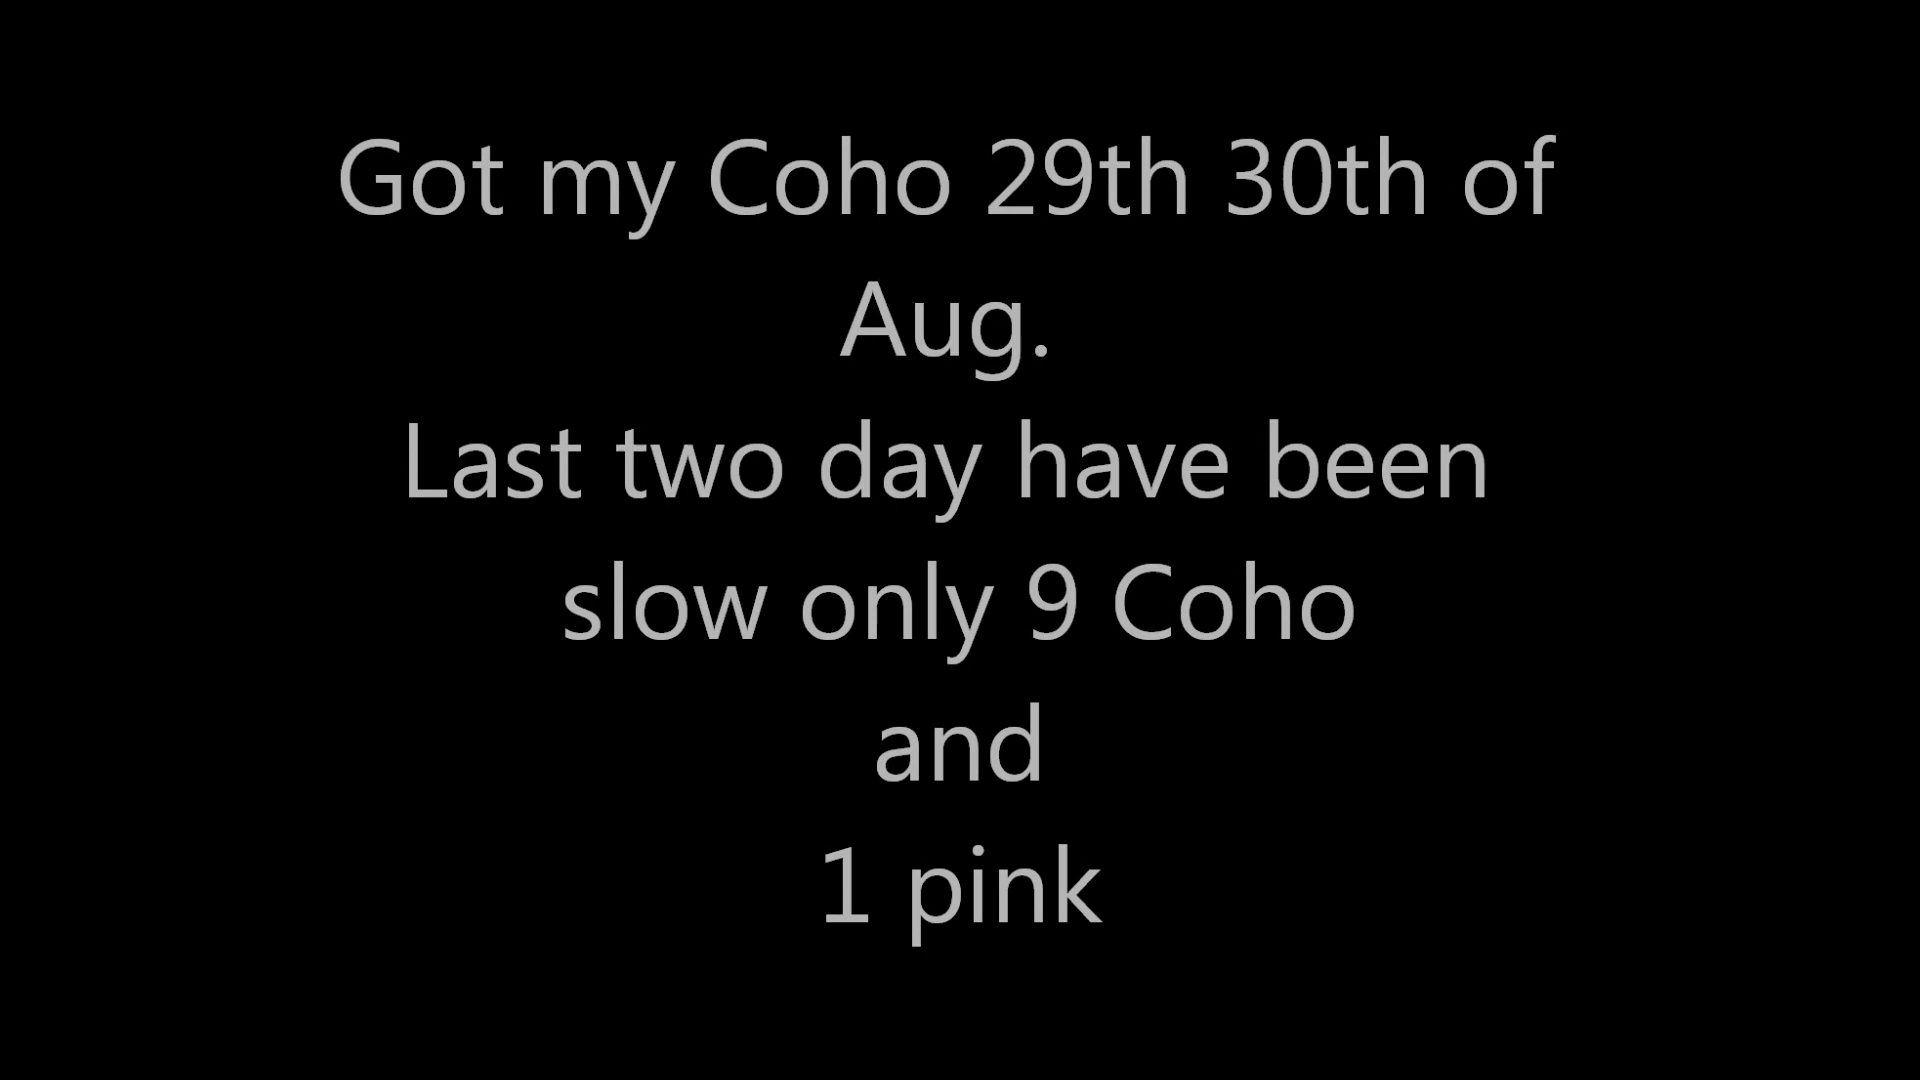 Got my Coho 29th 30th of
Aug.
Last two day have been
slow only 9 Coho
and
1 pink